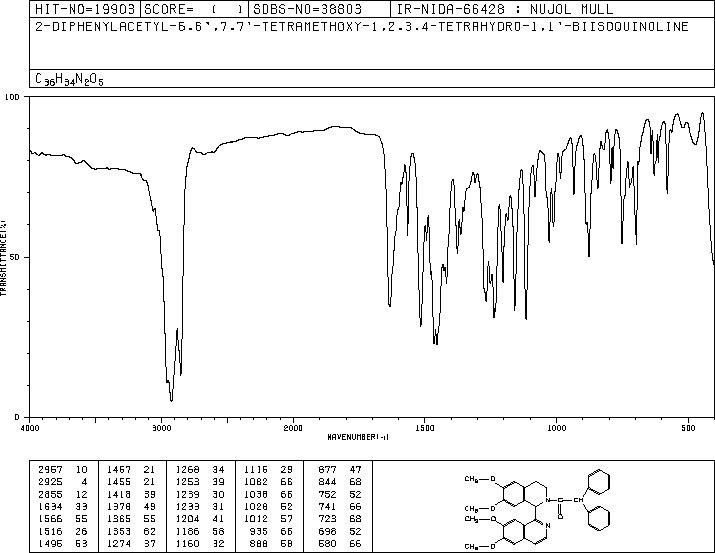 HIT-NO=19903 SCORE= ( ) SDBS-NO=38803 IR-NIDA-66428 : NUJOL MULL
2-DIPHENYLACETYL-6,6',7,7'-TETRAMETHOXY-1,2,3,4-TETRAHYDRO-1,1'-BIISOQUINOLINE
C36H34N2O5
100
50
0
TRANSMITTANCE(%)
4000 3000 2000 1500 1000 500
WAVENUMBER(-1)
2967 10 1467 21 1268 34 1116 29 877 47
2925 4 1455 21 1253 39 1082 66 844 68
2855 12 1418 39 1239 30 1038 66 752 52
1634 33 1378 49 1233 31 1028 52 741 66
1566 55 1365 55 1204 41 1012 57 723 68
1516 26 1353 62 1186 58 935 66 698 52
1495 63 1274 37 1160 32 888 58 580 66
CH3-O
CH3-O
CH3-O
CH3-O
N-C-CH
O
N